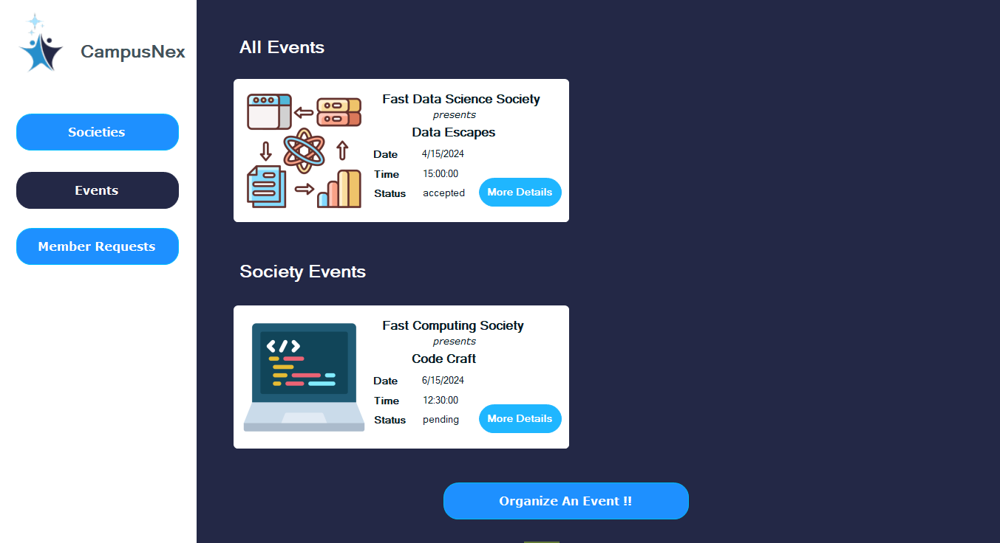 CampusNex
Societies
Events
Member Requests
All Events
Fast Data Science Society
presents
Data Escapes
Date 4/15/2024
Time 15:00:00
Status accepted
More Details
Society Events
Fast Computing Society
presents
Code Craft
Date 6/15/2024
Time 12:30:00
Status pending
More Details
Organize An Event !!